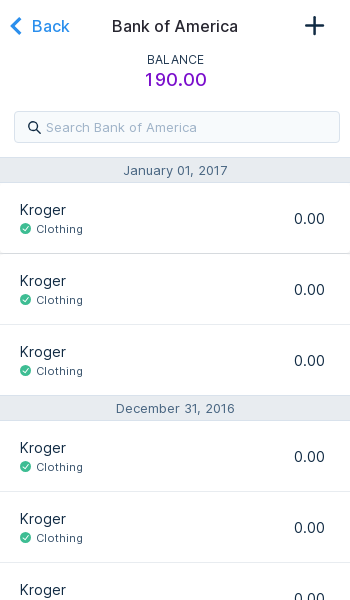 Back
Bank of America
BALANCE
190.00
Search Bank of America
January 01, 2017
Kroger
0.00
Clothing
Kroger
0.00
Clothing
Kroger
0.00
Clothing
December 31, 2016
Kroger
0.00
Clothing
Kroger
0.00
Clothing
Kroger
0.00